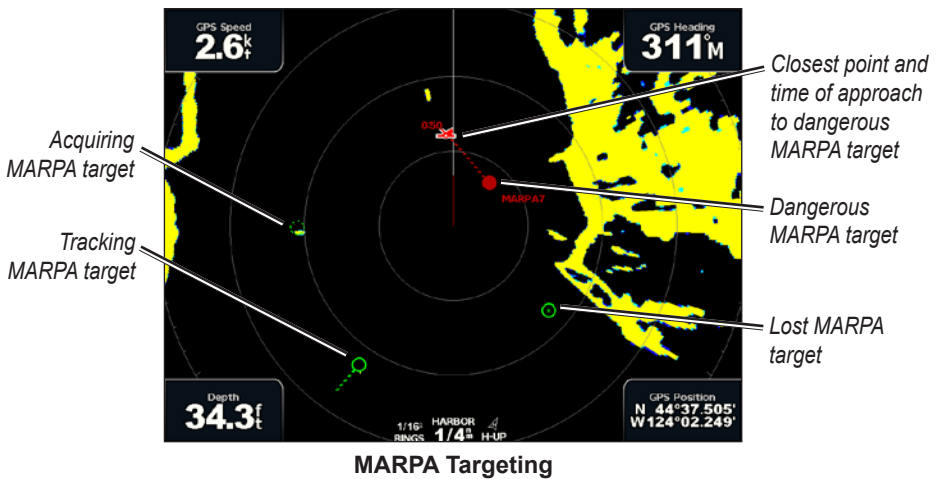 GPS Speed
2.6kt
GPS Heading
311°M
Closest point and
time of approach
to dangerous
MARPA target
Acquiring
MARPA target
MARPA7
Dangerous
MARPA target
Tracking
MARPA target
Lost MARPA
target
Depth
34.3ft
1/16
RINGS
HARBOR
1/4nm
H-UP
GPS Position
N 44°37.505'
W124°02.249'
MARPA Targeting